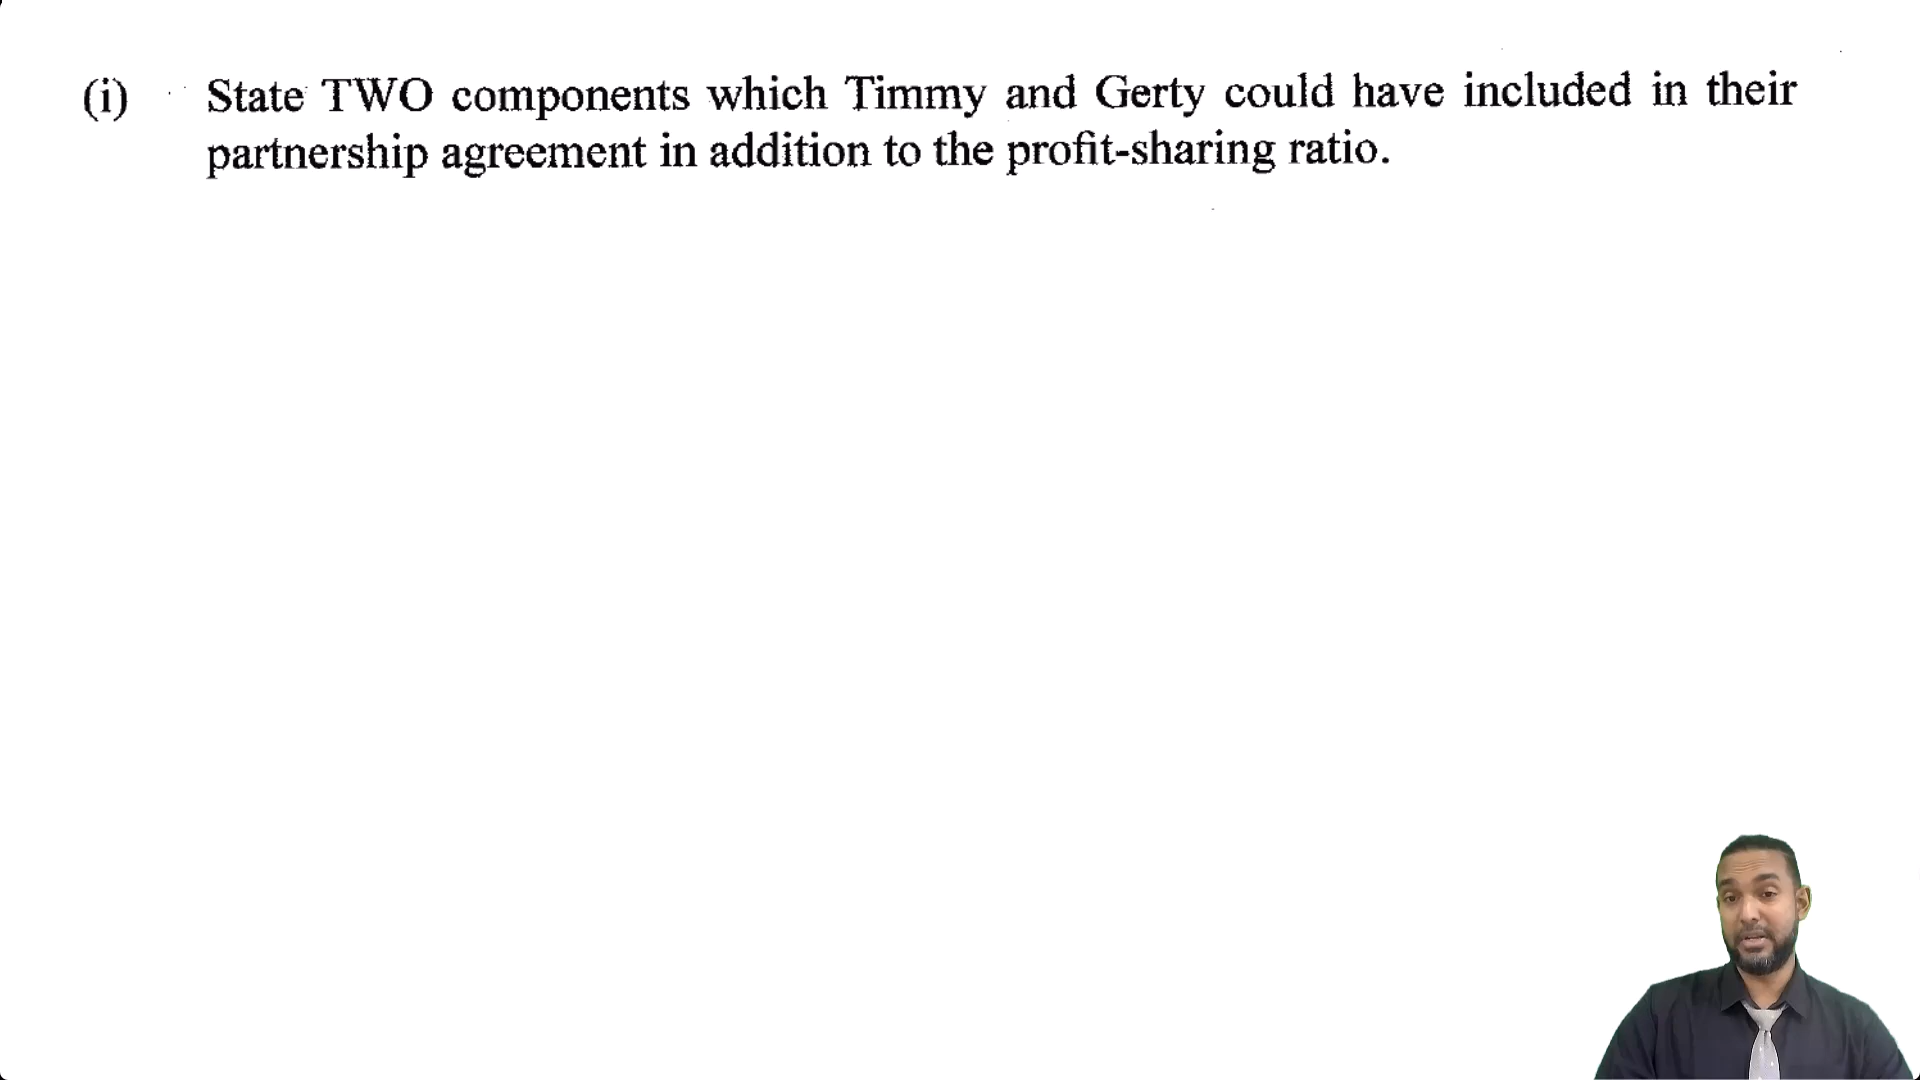 (i) State TWO components which Timmy and Gerty could have included in their
partnership agreement in addition to the profit-sharing ratio.